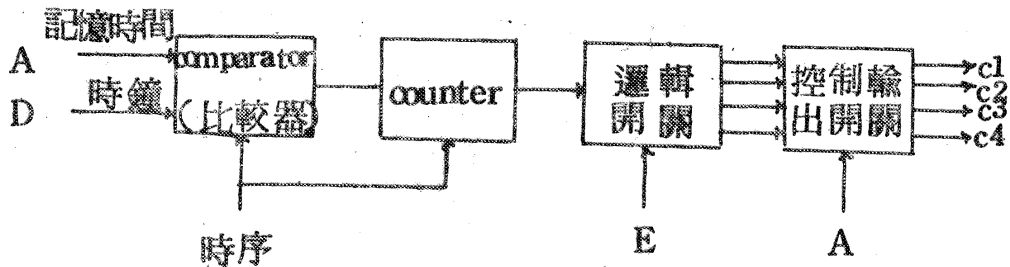 記憶時間
A
時鐘
D
comparator
(比較器)
counter
邏輯
開關
控制輸
出開關
c1
c2
c3
c4
時序
E
A